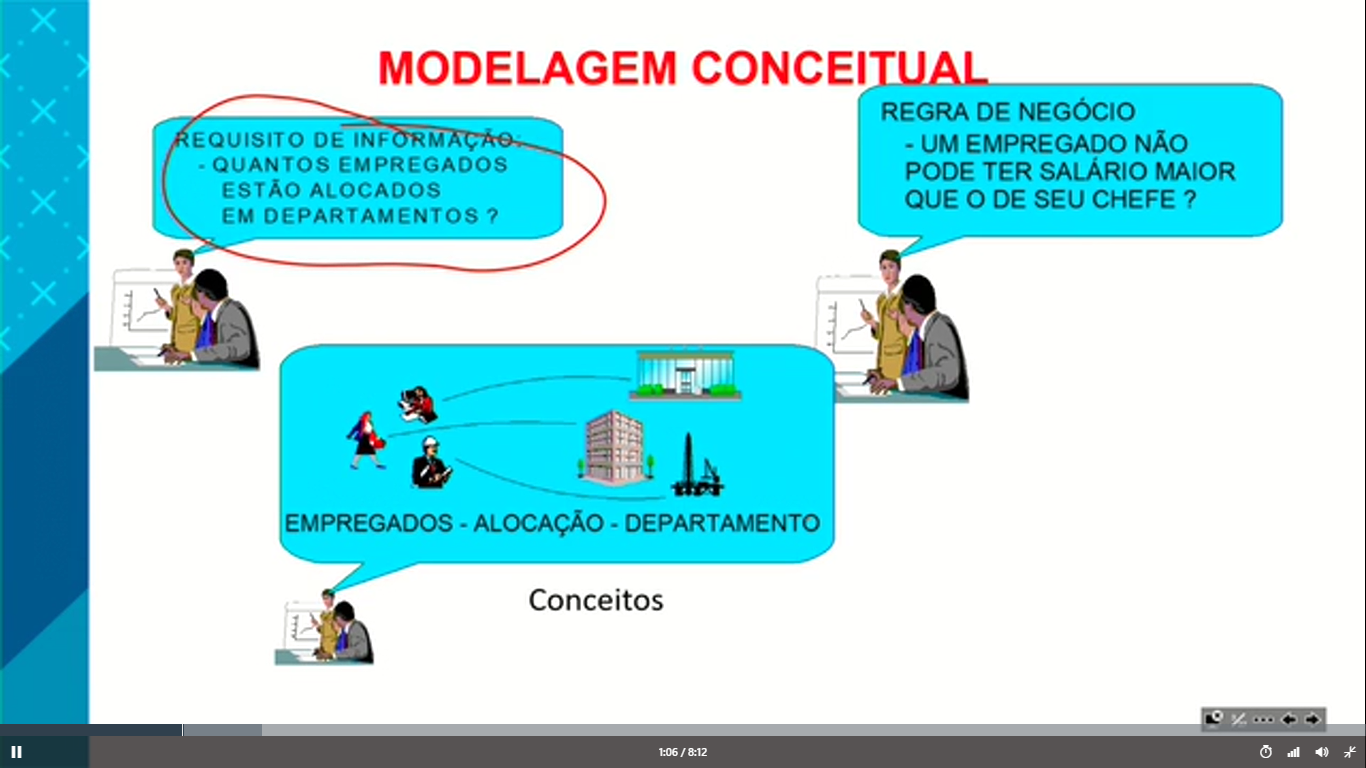 MODELAGEM CONCEITUAL
REQUISITO DE INFORMAÇÃO:
- QUANTOS EMPREGADOS
ESTÃO ALOCADOS
EM DEPARTAMENTOS ?
REGRA DE NEGÓCIO
- UM EMPREGADO NÃO
PODE TER SALÁRIO MAIOR
QUE O DE SEU CHEFE ?
EMPREGADOS - ALOCAÇÃO - DEPARTAMENTO
Conceitos
1:06 / 8:12